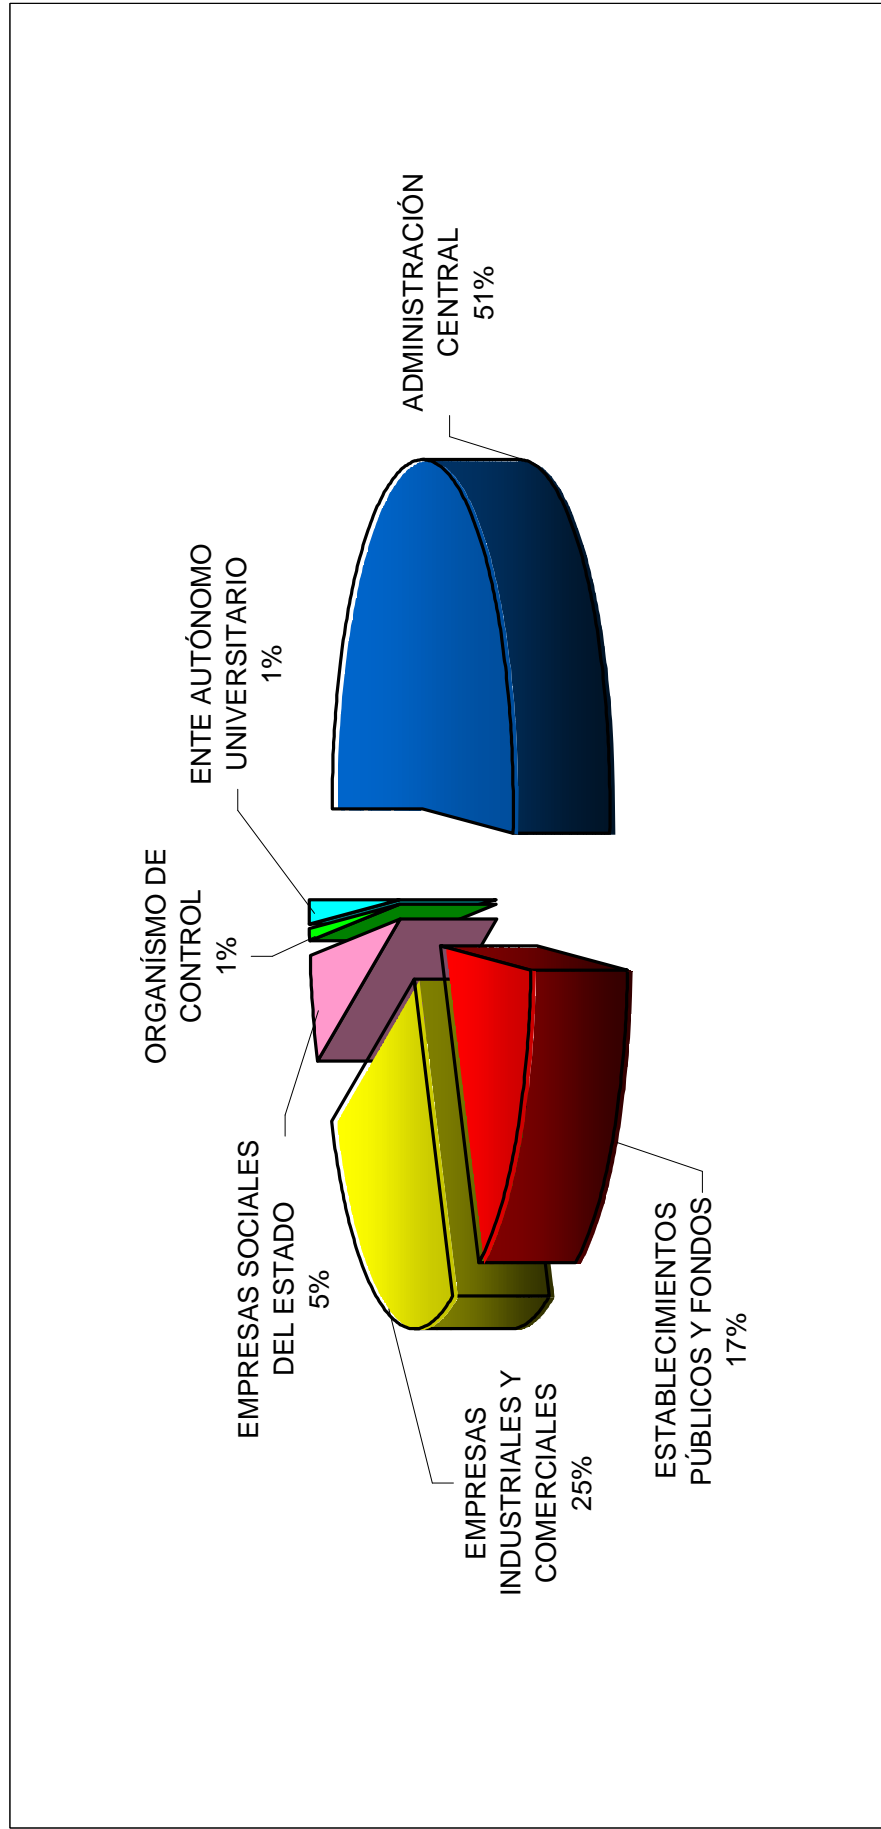 ORGANÍSMO DE
CONTROL
1%
ENTE AUTÓNOMO
UNIVERSITARIO
1%
EMPRESAS SOCIALES
DEL ESTADO
5%
ADMINISTRACIÓN
CENTRAL
51%
EMPRESAS
INDUSTRIALES Y
COMERCIALES
25%
ESTABLECIMIENTOS
PÚBLICOS Y FONDOS
17%